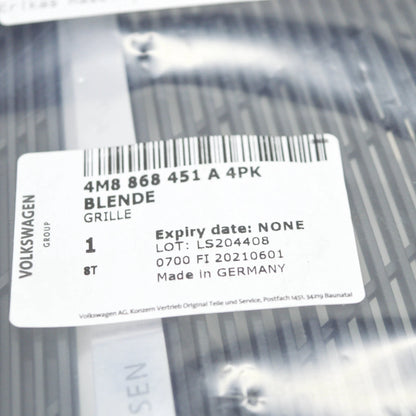 4M8 868 451 A 4PK
BLENDE
GRILLE
VOLKSWAGEN
GROUP
1
ST
Expiry date: NONE
LOT: LS204408
0700 FI 20210601
Made in GERMANY
Volkswagen AG, Konzern Vertrieb Original Teile und Service, Postfach 1451, 34219 Baunatal
SEN